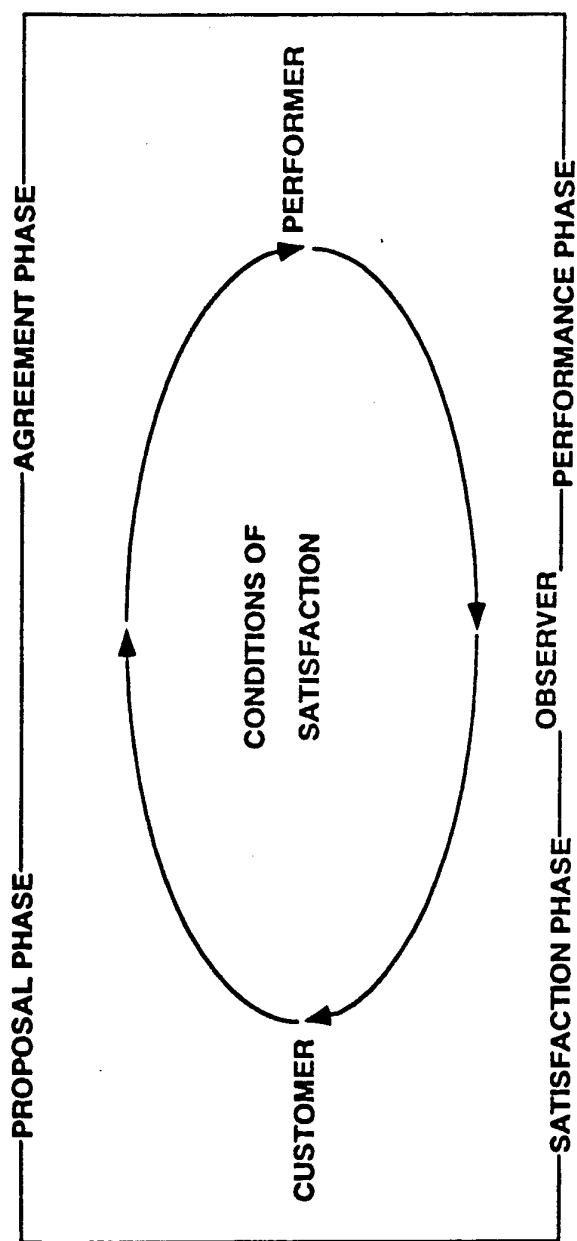 PROPOSAL PHASE
AGREEMENT PHASE
CUSTOMER
CONDITIONS OF
SATISFACTION
PERFORMER
OBSERVER
SATISFACTION PHASE
PERFORMANCE PHASE